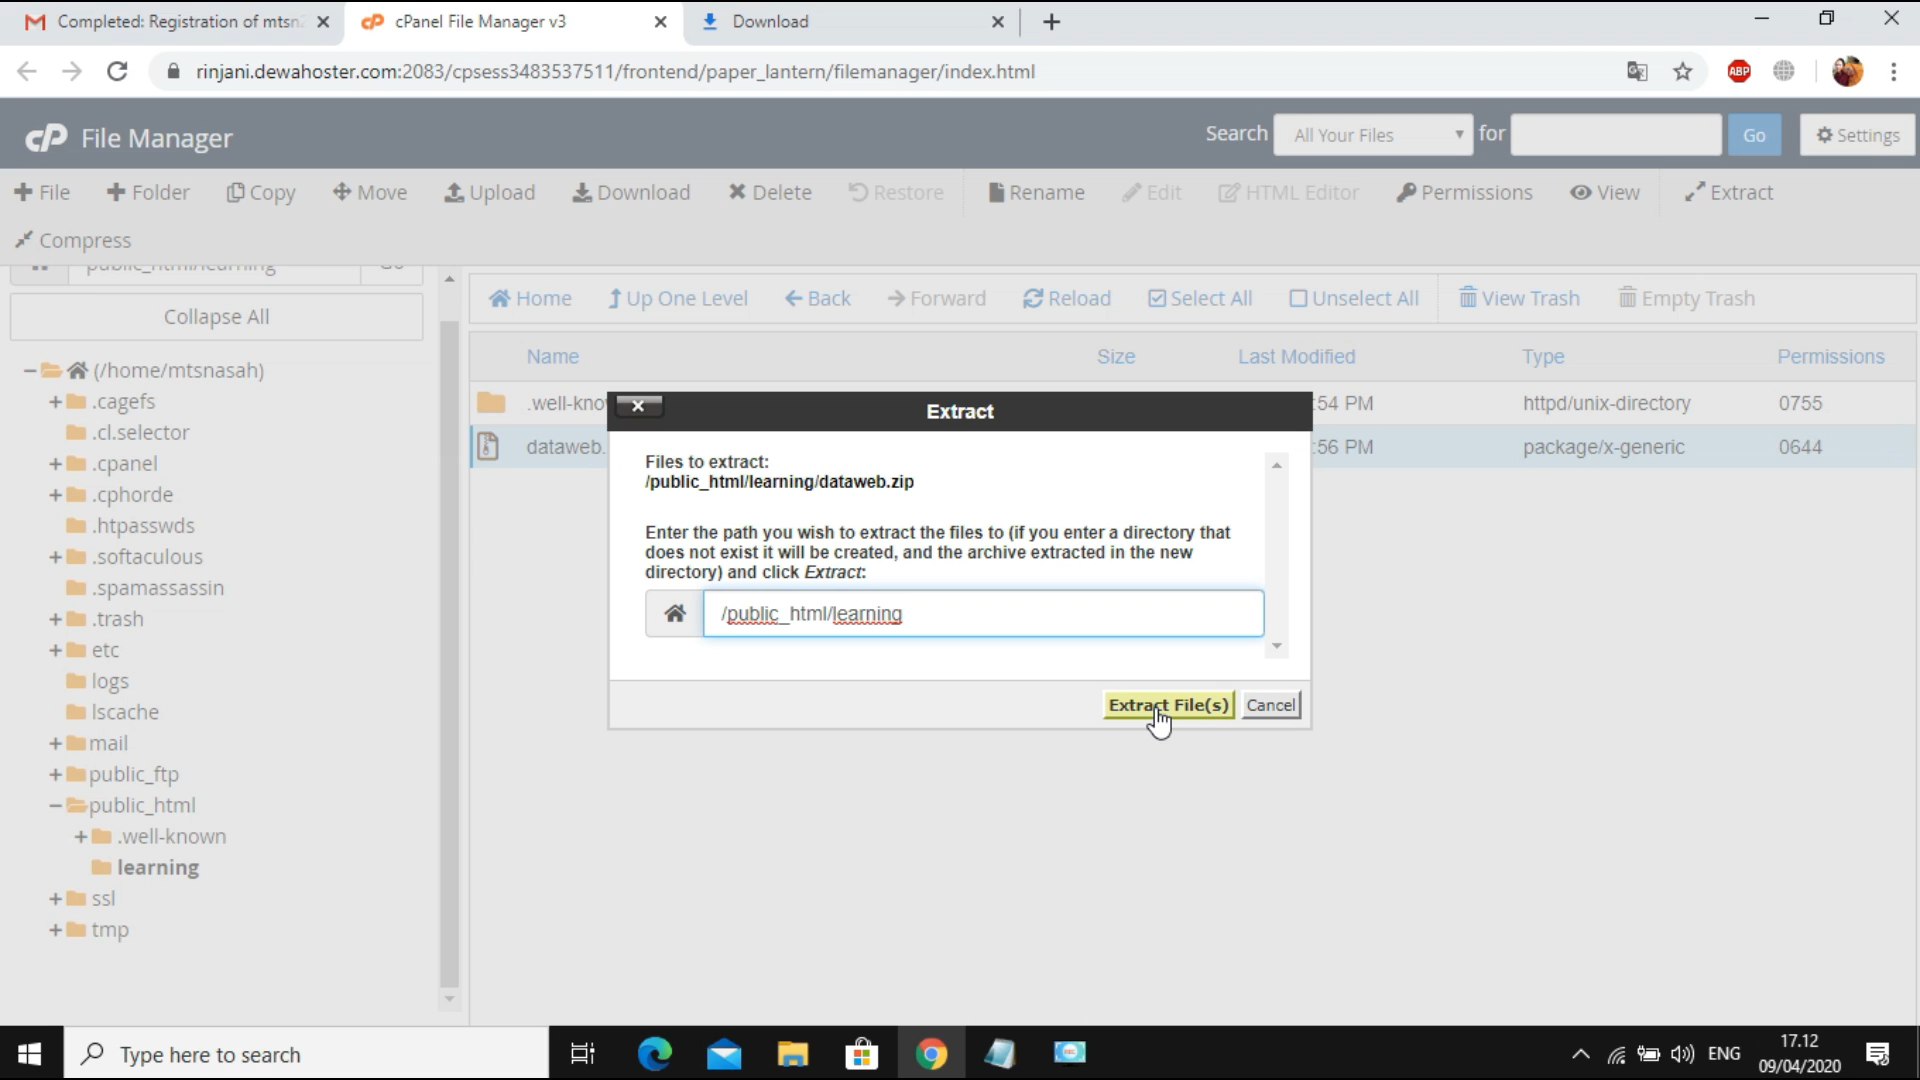 Completed: Registration of mtsn
cPanel File Manager v3
Download
rinjani.dewahoster.com:2083/cpsess3483537511/frontend/paper_lantern/filemanager/index.html
ABP
cP File Manager
Search All Your Files for Go Settings
File Folder Copy Move Upload Download Delete Restore Rename Edit HTML Editor Permissions View Extract
Compress
public_html/learning Go
Collapse All
Home Up One Level Back Forward Reload Select All Unselect All View Trash Empty Trash
Name Size Last Modified Type Permissions
.well-kno :54 PM httpd/unix-directory 0755
dataweb. :56 PM package/x-generic 0644
(/home/mtsnasah)
.cagefs
.cl.selector
.cpanel
.cphorde
.htpasswds
.softaculous
.spamassassin
.trash
etc
logs
lscache
mail
public_ftp
public_html
.well-known
learning
ssl
tmp
Extract
Files to extract:
/public_html/learning/dataweb.zip
Enter the path you wish to extract the files to (if you enter a directory that
does not exist it will be created, and the archive extracted in the new
directory) and click Extract:
/public_html/learning
Extract File(s) Cancel
Type here to search
ENG
17.12
09/04/2020